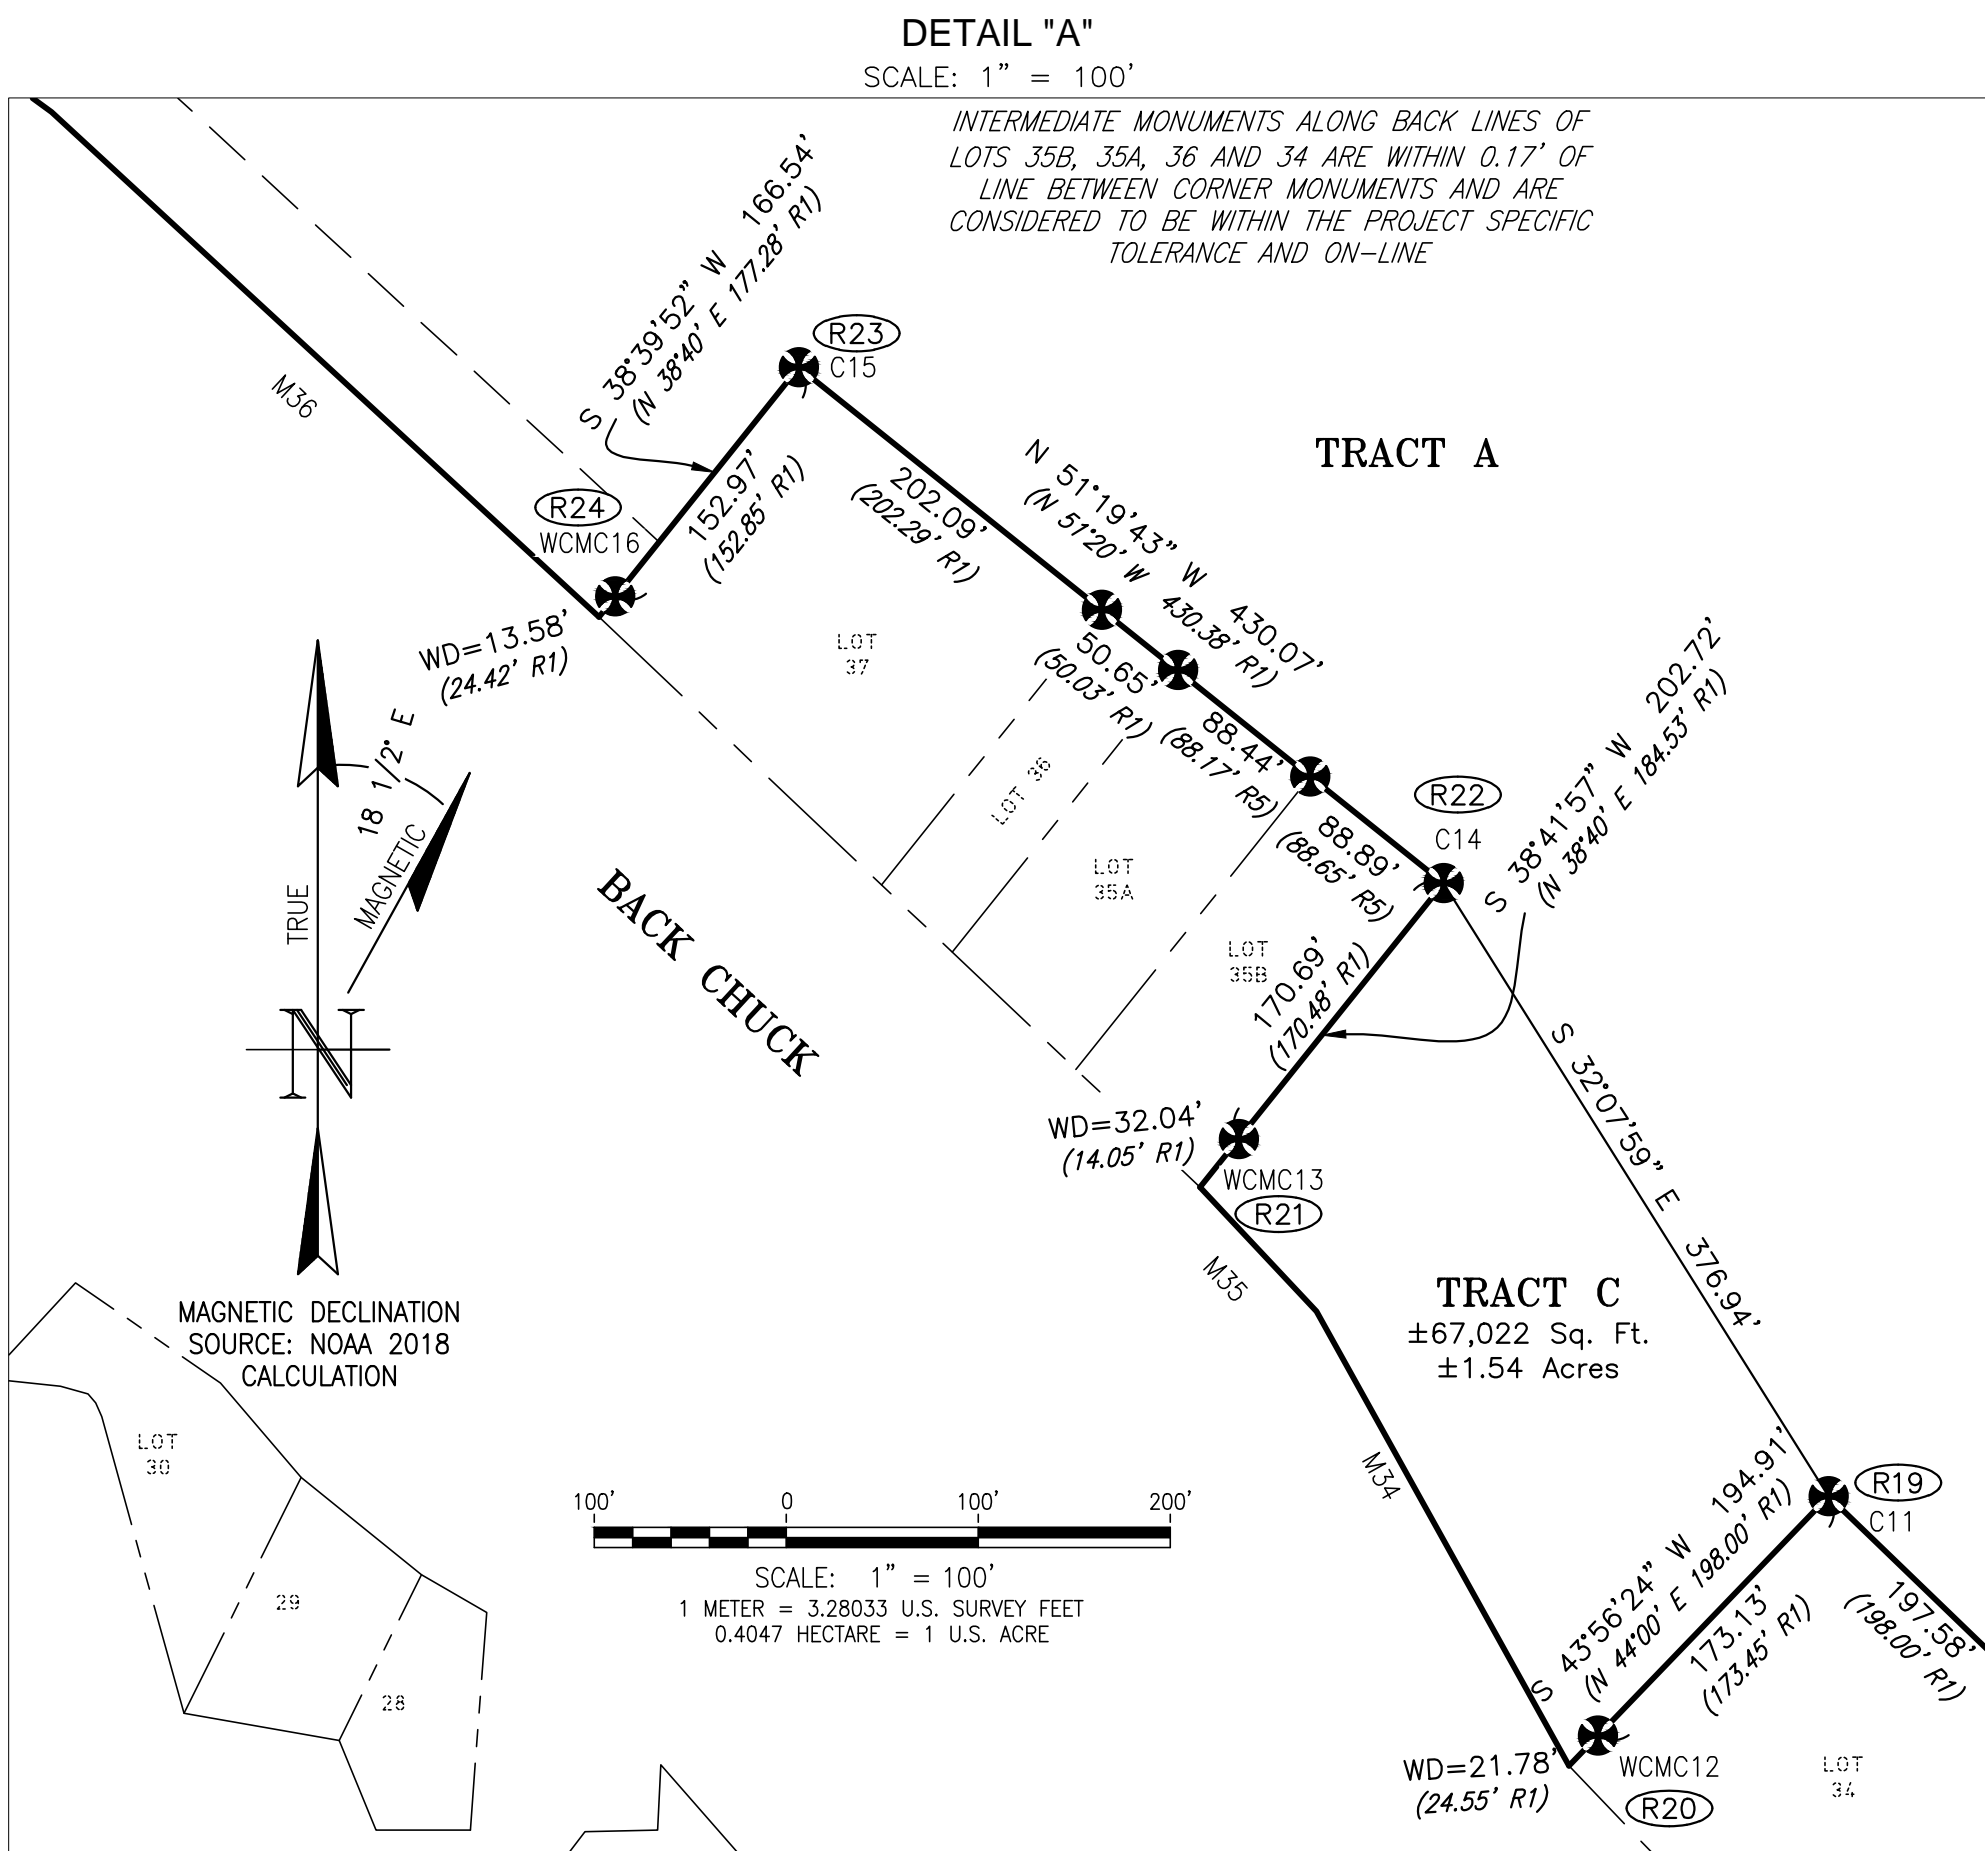 DETAIL "A"
SCALE: 1" = 100'
INTERMEDIATE MONUMENTS ALONG BACK LINES OF
LOTS 35B, 35A, 36 AND 34 ARE WITHIN 0.17' OF
LINE BETWEEN CORNER MONUMENTS AND ARE
CONSIDERED TO BE WITHIN THE PROJECT SPECIFIC
TOLERANCE AND ON-LINE
S 38°39'52" W 166.54'
(N 38°40' E 177.28' R1)
R23
C15
M36
TRACT A
152.97'
(152.85' R1)
202.09'
(202.29' R1)
N 51°19'43" W 430.07'
(N 51°20' W 430.38' R1)
R24
WCMC16
WD=13.58'
(24.42' R1)
LOT
37
50.65'
(50.03' R1)
88.44'
(88.17' R5)
88.89'
(88.65' R5)
LOT 36
LOT
35A
LOT
35B
R22
C14
S 38°41'57" W 202.72'
(N 38°40' E 184.53' R1)
18 1/2° E
TRUE
MAGNETIC
N
BACK CHUCK
170.69'
(170.48' R1)
WD=32.04'
(14.05' R1)
WCMC13
R21
M35
S 32°07'59" E 376.94'
TRACT C
±67,022 Sq. Ft.
±1.54 Acres
MAGNETIC DECLINATION
SOURCE: NOAA 2018
CALCULATION
LOT
30
29
28
100' 0 100' 200'
SCALE: 1" = 100'
1 METER = 3.28033 U.S. SURVEY FEET
0.4047 HECTARE = 1 U.S. ACRE
M34
S 43°56'24" W 194.91'
(N 44°00' E 198.00' R1)
173.13'
(173.45' R1)
R19
C11
197.58'
(198.00' R1)
WD=21.78'
(24.55' R1)
WCMC12
R20
LOT
34